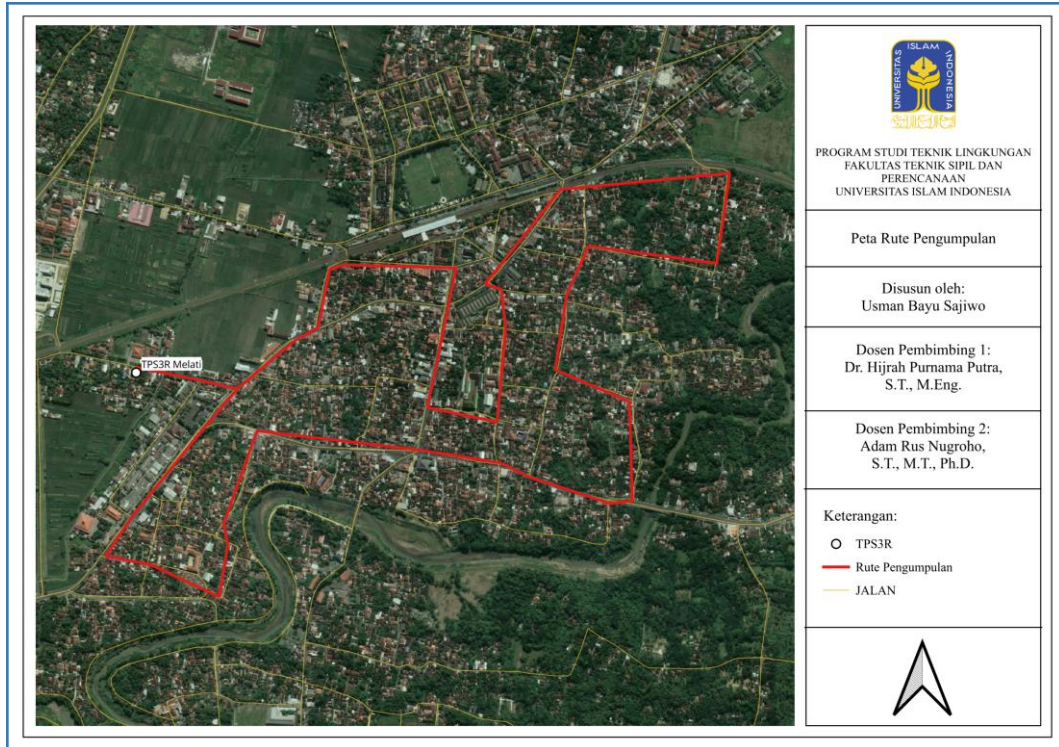 TPS3R Melati
UNIVERSITAS ISLAM INDONESIA
PROGRAM STUDI TEKNIK LINGKUNGAN
FAKULTAS TEKNIK SIPIL DAN
PERENCANAAN
UNIVERSITAS ISLAM INDONESIA
Peta Rute Pengumpulan
Disusun oleh:
Usman Bayu Sajiwo
Dosen Pembimbing 1:
Dr. Hijrah Purnama Putra,
S.T., M.Eng.
Dosen Pembimbing 2:
Adam Rus Nugroho,
S.T., M.T., Ph.D.
Keterangan:
TPS3R
Rute Pengumpulan
JALAN